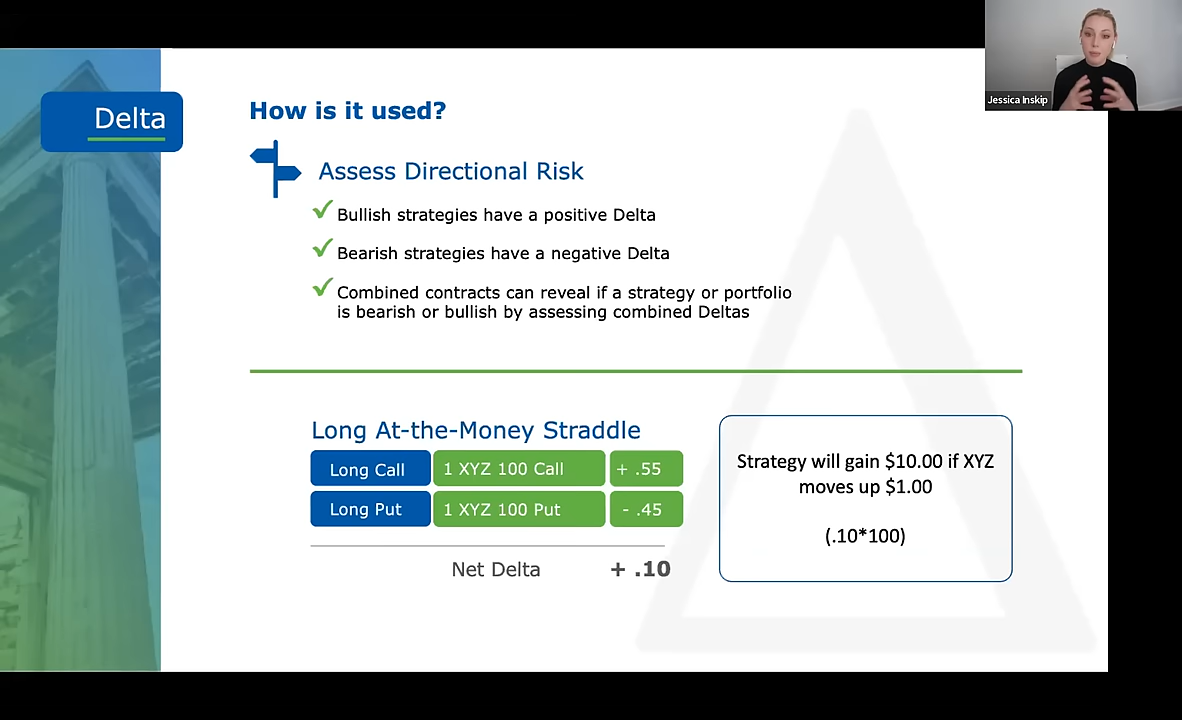 Jessica Inskip
Delta
How is it used?
Assess Directional Risk
Bullish strategies have a positive Delta
Bearish strategies have a negative Delta
Combined contracts can reveal if a strategy or portfolio
is bearish or bullish by assessing combined Deltas
Long At-the-Money Straddle
Long Call 1 XYZ 100 Call + .55
Long Put 1 XYZ 100 Put - .45
Net Delta + .10
Strategy will gain $10.00 if XYZ
moves up $1.00
(.10*100)